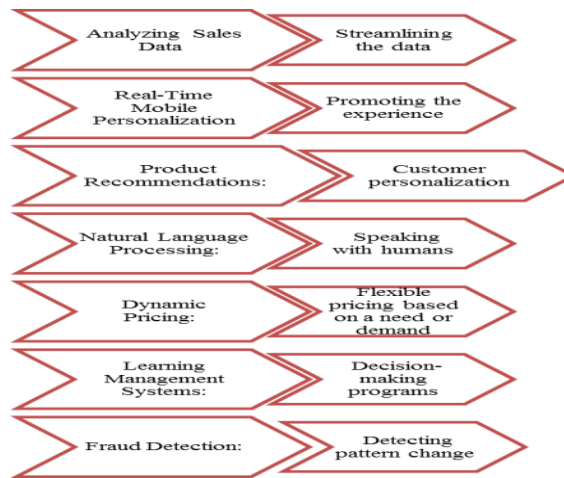 Analyzing Sales
Data
Streamlining
the data
Real-Time
Mobile
Personalization
Promoting the
experience
Product
Recommendations:
Customer
personalization
Natural Language
Processing:
Speaking
with humans
Dynamic
Pricing:
Flexible
pricing based
on a need or
demand
Learning
Management
Systems:
Decision-
making
programs
Fraud Detection:
Detecting
pattern change